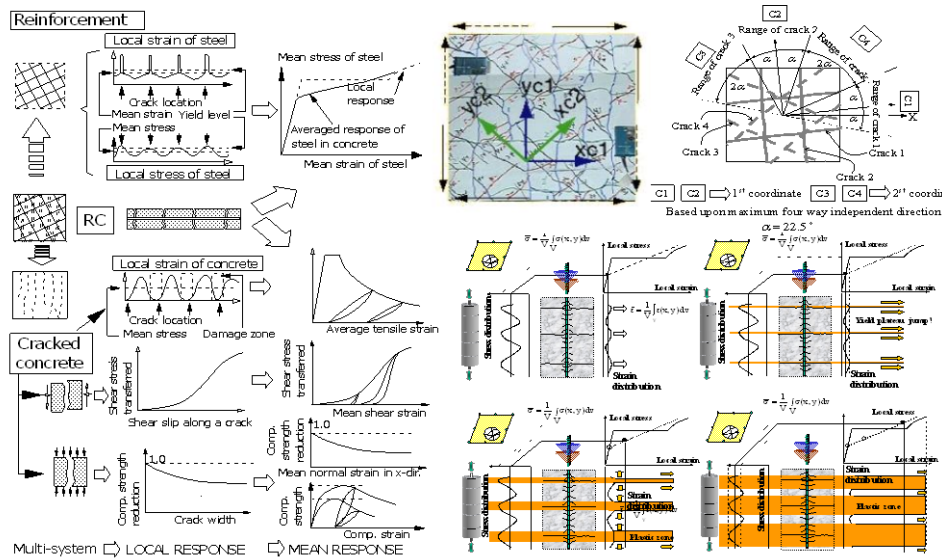 Reinforcement
Local strain of steel
Crack location
Mean strain Yield level
Mean stress
Local stress of steel
Mean stress of steel
Local
response
Averaged response of
steel in concrete
Mean strain of steel
RC
Local strain of concrete
Crack location
Mean stress Damage zone
Average tensile strain
Cracked
concrete
Shear stress
transferred
Shear slip along a crack
Shear stress
transferred
Mean shear strain
Comp.
strength
reduction
1.0
Mean normal strain in x-dir.
Comp. strength
reduction
1.0
Crack width
Comp.
strength
Comp. strain
Multi-system LOCAL RESPONSE MEAN RESPONSE
yc2
yc1
xc2
xc1
C2
Range of crack 3
Range of crack 2
Range of crack
C4
C3
Range of crack 4
Range of crack 1
C1
α
α
α
α
2α
2α
X
Crack 4
Crack 3
Crack 1
Crack 2
C1 C2 1st coordinate C3 C4 2st coordin
Based upon maximum four way independent direction
α=22.5°
Local stress
Local strain
Stress distribution
Strain
distribution
Local stress
Local strain
Stress distribution
Yield plateau jump!
Strain
distribution
Local stress
Local strain
Stress distribution
Strain
distribution
Plastic zone
Local stress
Local strain
Strain
distribution
Stress distribution
Plastic zone